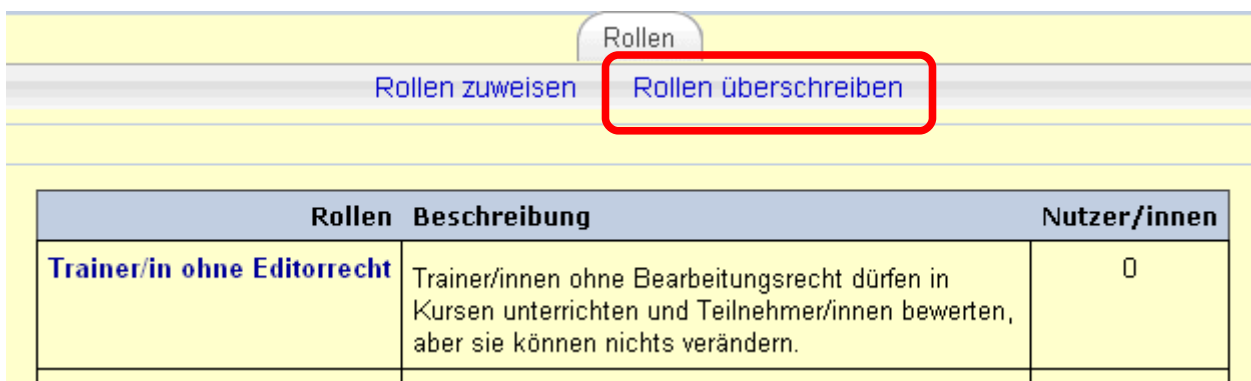 Rollen
Rollen zuweisen Rollen überschreiben
Rollen Beschreibung Nutzer/innen
Trainer/in ohne Editorrecht Trainer/innen ohne Bearbeitungsrecht dürfen in 0
Kursen unterrichten und Teilnehmer/innen bewerten,
aber sie können nichts verändern.